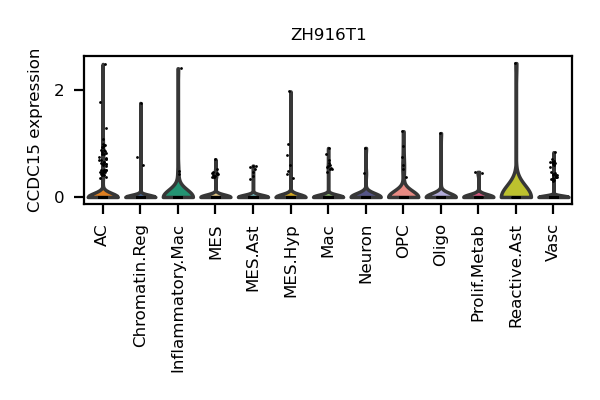 ZH916T1
CCDC15 expression
2
0
AC
Chromatin.Reg
Inflammatory.Mac
MES
MES.Ast
MES.Hyp
Mac
Neuron
OPC
Oligo
Prolif.Metab
Reactive.Ast
Vasc